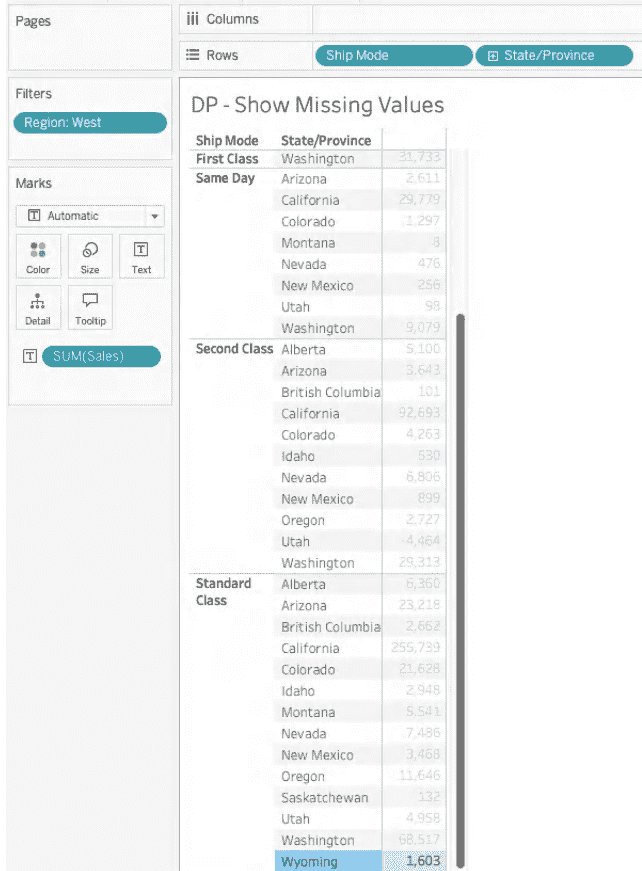 Pages
Columns
Rows Ship Mode State/Province
Filters
Region: West
Marks
Automatic
Color Size Text
Detail Tooltip
SUM(Sales)
DP - Show Missing Values
Ship Mode State/Province
First Class Washington 31,733
Same Day Arizona 2,611
California 29,779
Colorado 1,297
Montana 8
Nevada 476
New Mexico 256
Utah 98
Washington 9,079
Second Class Alberta 5,100
Arizona 3,643
British Columbia 101
California 92,693
Colorado 4,263
Idaho 530
Nevada 6,806
New Mexico 899
Oregon 2,727
Utah 4,464
Washington 29,313
Standard Class Alberta 6,360
Arizona 23,218
British Columbia 2,662
California 255,739
Colorado 21,628
Idaho 2,948
Montana 5,541
Nevada 7,486
New Mexico 3,468
Oregon 11,646
Saskatchewan 132
Utah 4,958
Washington 68,517
Wyoming 1,603